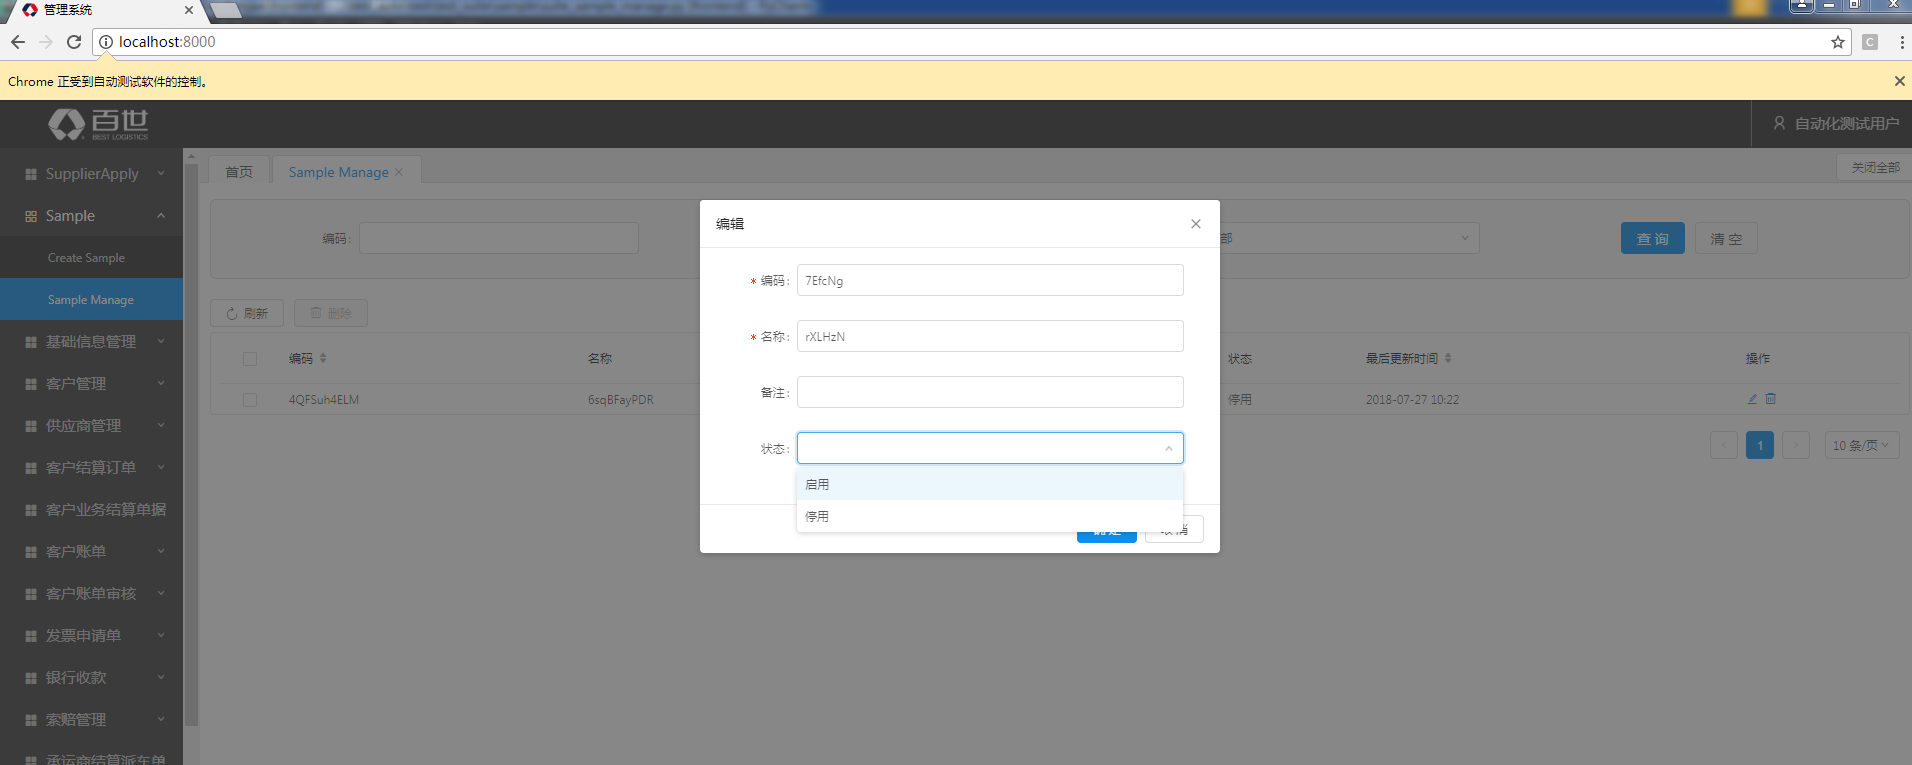 管理系统
localhost:8000
C
Chrome 正受到自动测试软件的控制。
百世
BEST LOGISTICS
自动化测试用户
SupplierApply
Sample
Create Sample
Sample Manage
基础信息管理
客户管理
供应商管理
客户结算订单
客户业务结算单据
客户账单
客户账单审核
发票申请单
银行收款
索赔管理
承运商结算派车单
首页
Sample Manage
关闭全部
编码:
部
查 询
清 空
刷新
删除
编码
名称
状态
最后更新时间
操作
4QFSuh4ELM
6sqBFayPDR
停用
2018-07-27 10:22
1
10 条/页
编辑
* 编码:
7EfcNg
* 名称:
rXLHzN
备注:
状态:
启用
停用
确 定
取 消